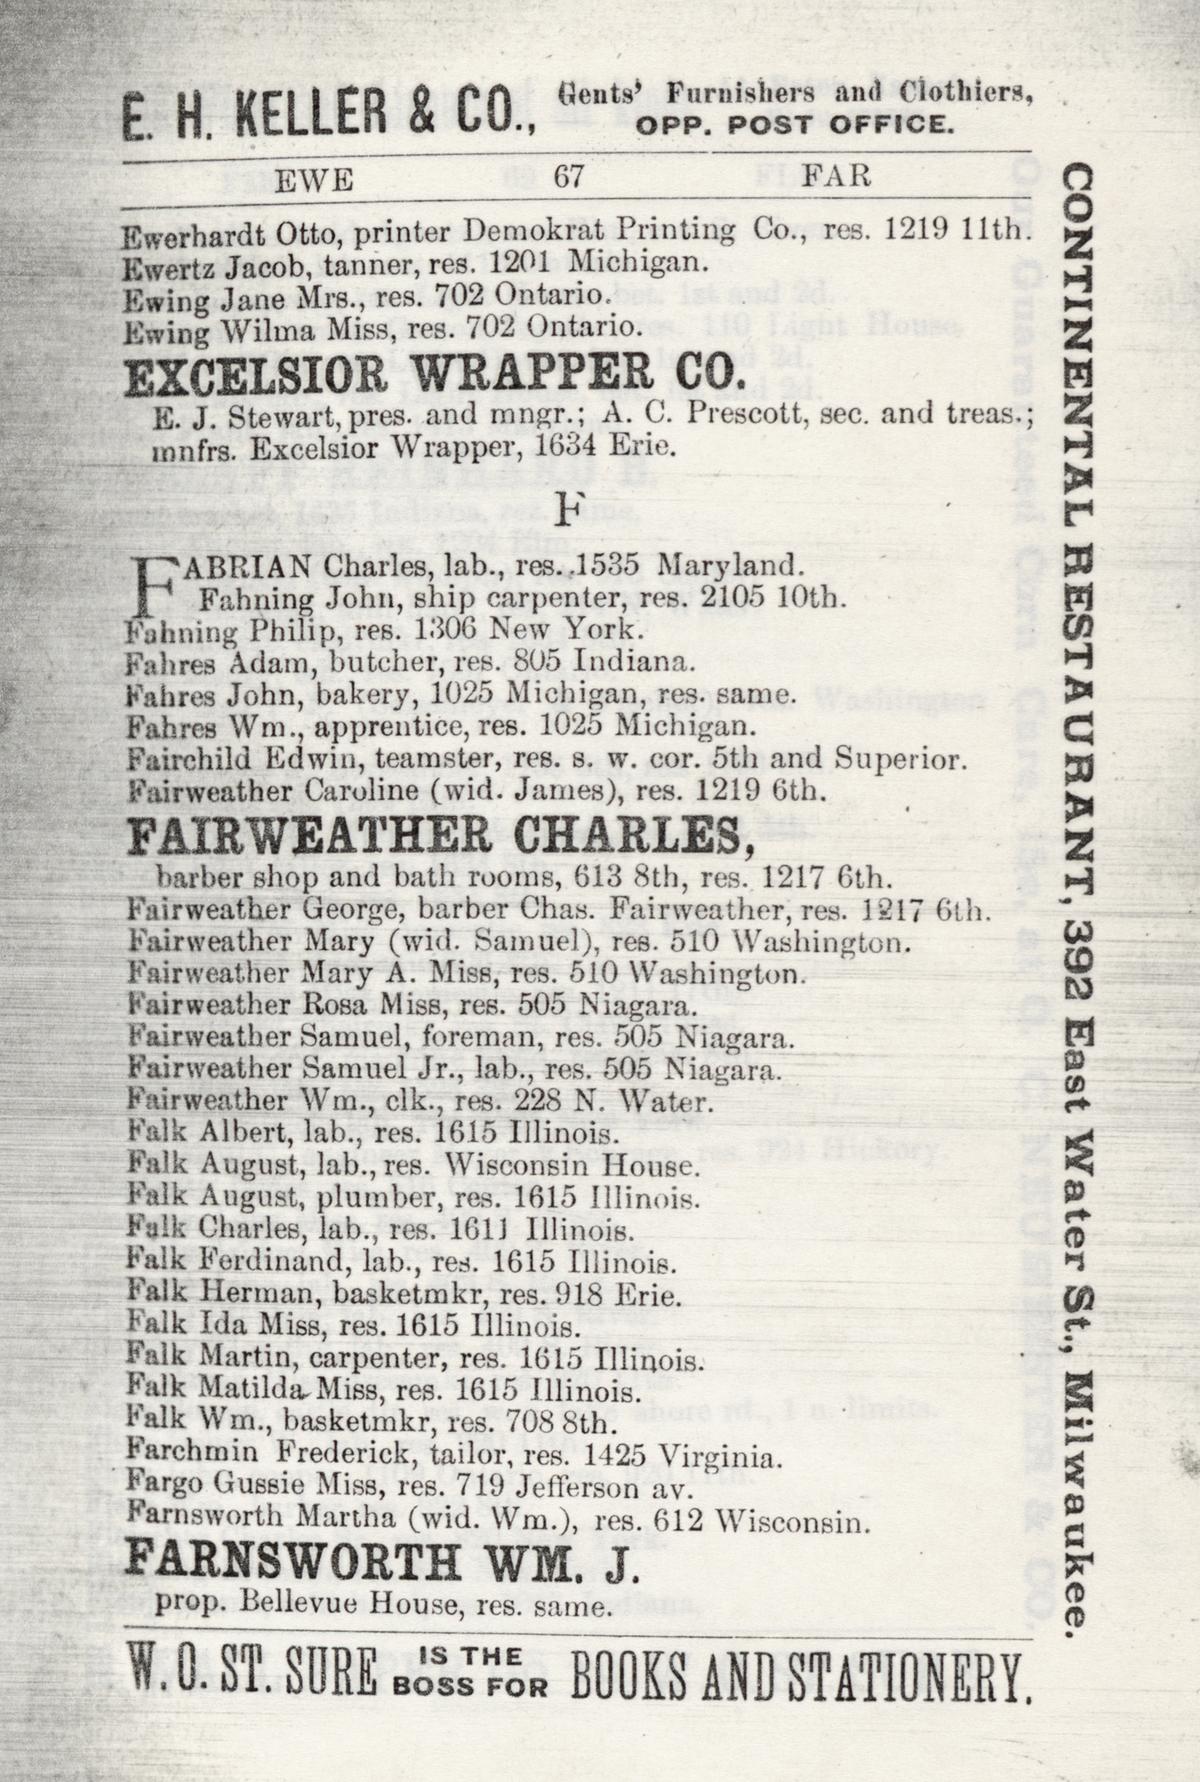 E. H. KELLER & CO., Gents' Furnishers and Clothiers,
OPP. POST OFFICE.
EWE 67 FAR
Ewerhardt Otto, printer Demokrat Printing Co., res. 1219 11th.
Ewertz Jacob, tanner, res. 1201 Michigan.
Ewing Jane Mrs., res. 702 Ontario.
Ewing Wilma Miss, res. 702 Ontario.
EXCELSIOR WRAPPER CO.
E. J. Stewart, pres. and mngr.; A. C. Prescott, sec. and treas.;
mnfrs. Excelsior Wrapper, 1634 Erie.
F
FABRIAN Charles, lab., res. 1535 Maryland.
Fahning John, ship carpenter, res. 2105 10th.
Fahning Philip, res. 1306 New York.
Fahres Adam, butcher, res. 805 Indiana.
Fahres John, bakery, 1025 Michigan, res. same.
Fahres Wm., apprentice, res. 1025 Michigan.
Fairchild Edwin, teamster, res. s. w. cor. 5th and Superior.
Fairweather Caroline (wid. James), res. 1219 6th.
FAIRWEATHER CHARLES,
barber shop and bath rooms, 613 8th, res. 1217 6th.
Fairweather George, barber Chas. Fairweather, res. 1217 6th.
Fairweather Mary (wid. Samuel), res. 510 Washington.
Fairweather Mary A. Miss, res. 510 Washington.
Fairweather Rosa Miss, res. 505 Niagara.
Fairweather Samuel, foreman, res. 505 Niagara.
Fairweather Samuel Jr., lab., res. 505 Niagara.
Fairweather Wm., clk., res. 228 N. Water.
Falk Albert, lab., res. 1615 Illinois.
Falk August, lab., res. Wisconsin House.
Falk August, plumber, res. 1615 Illinois.
Falk Charles, lab., res. 1611 Illinois.
Falk Ferdinand, lab., res. 1615 Illinois.
Falk Herman, basketmkr, res. 918 Erie.
Falk Ida Miss, res. 1615 Illinois.
Falk Martin, carpenter, res. 1615 Illinois.
Falk Matilda Miss, res. 1615 Illinois.
Falk Wm., basketmkr, res. 708 8th.
Farchmin Frederick, tailor, res. 1425 Virginia.
Fargo Gussie Miss, res. 719 Jefferson av.
Farnsworth Martha (wid. Wm.), res. 612 Wisconsin.
FARNSWORTH WM. J.
prop. Bellevue House, res. same.
W. O. ST. SURE IS THE BOSS FOR BOOKS AND STATIONERY.
CONTINENTAL RESTAURANT, 392 East Water St., Milwaukee.